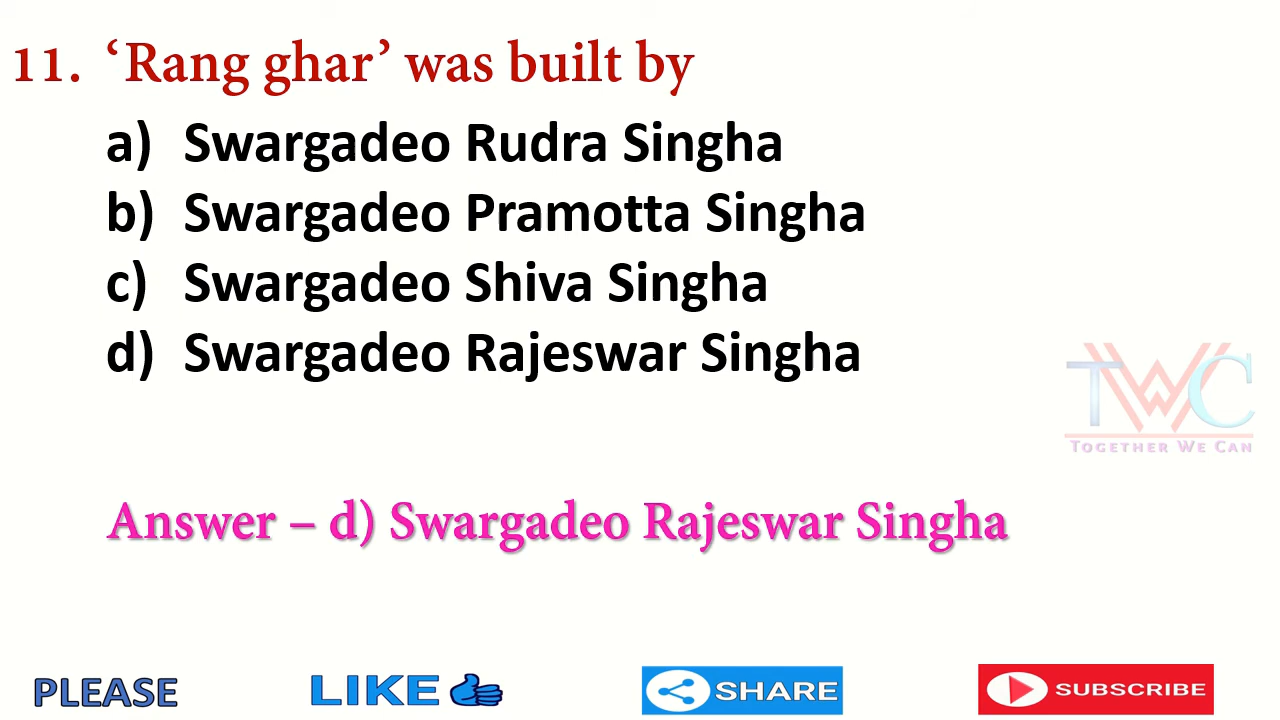 11. ‘Rang ghar’ was built by
a) Swargadeo Rudra Singha
b) Swargadeo Pramotta Singha
c) Swargadeo Shiva Singha
d) Swargadeo Rajeswar Singha
TWC
TOGETHER WE CAN
Answer – d) Swargadeo Rajeswar Singha
PLEASE LIKE SHARE SUBSCRIBE